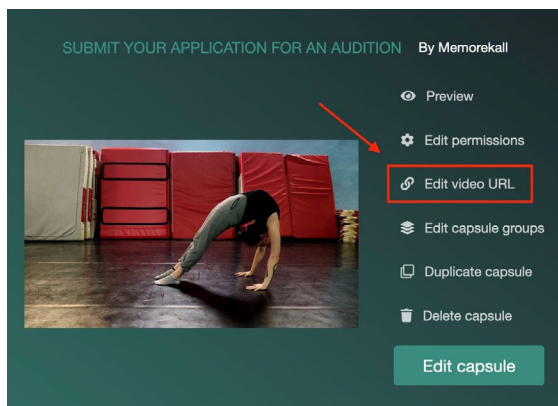 SUBMIT YOUR APPLICATION FOR AN AUDITION By Memorekall
Preview
Edit permissions
Edit video URL
Edit capsule groups
Duplicate capsule
Delete capsule
Edit capsule